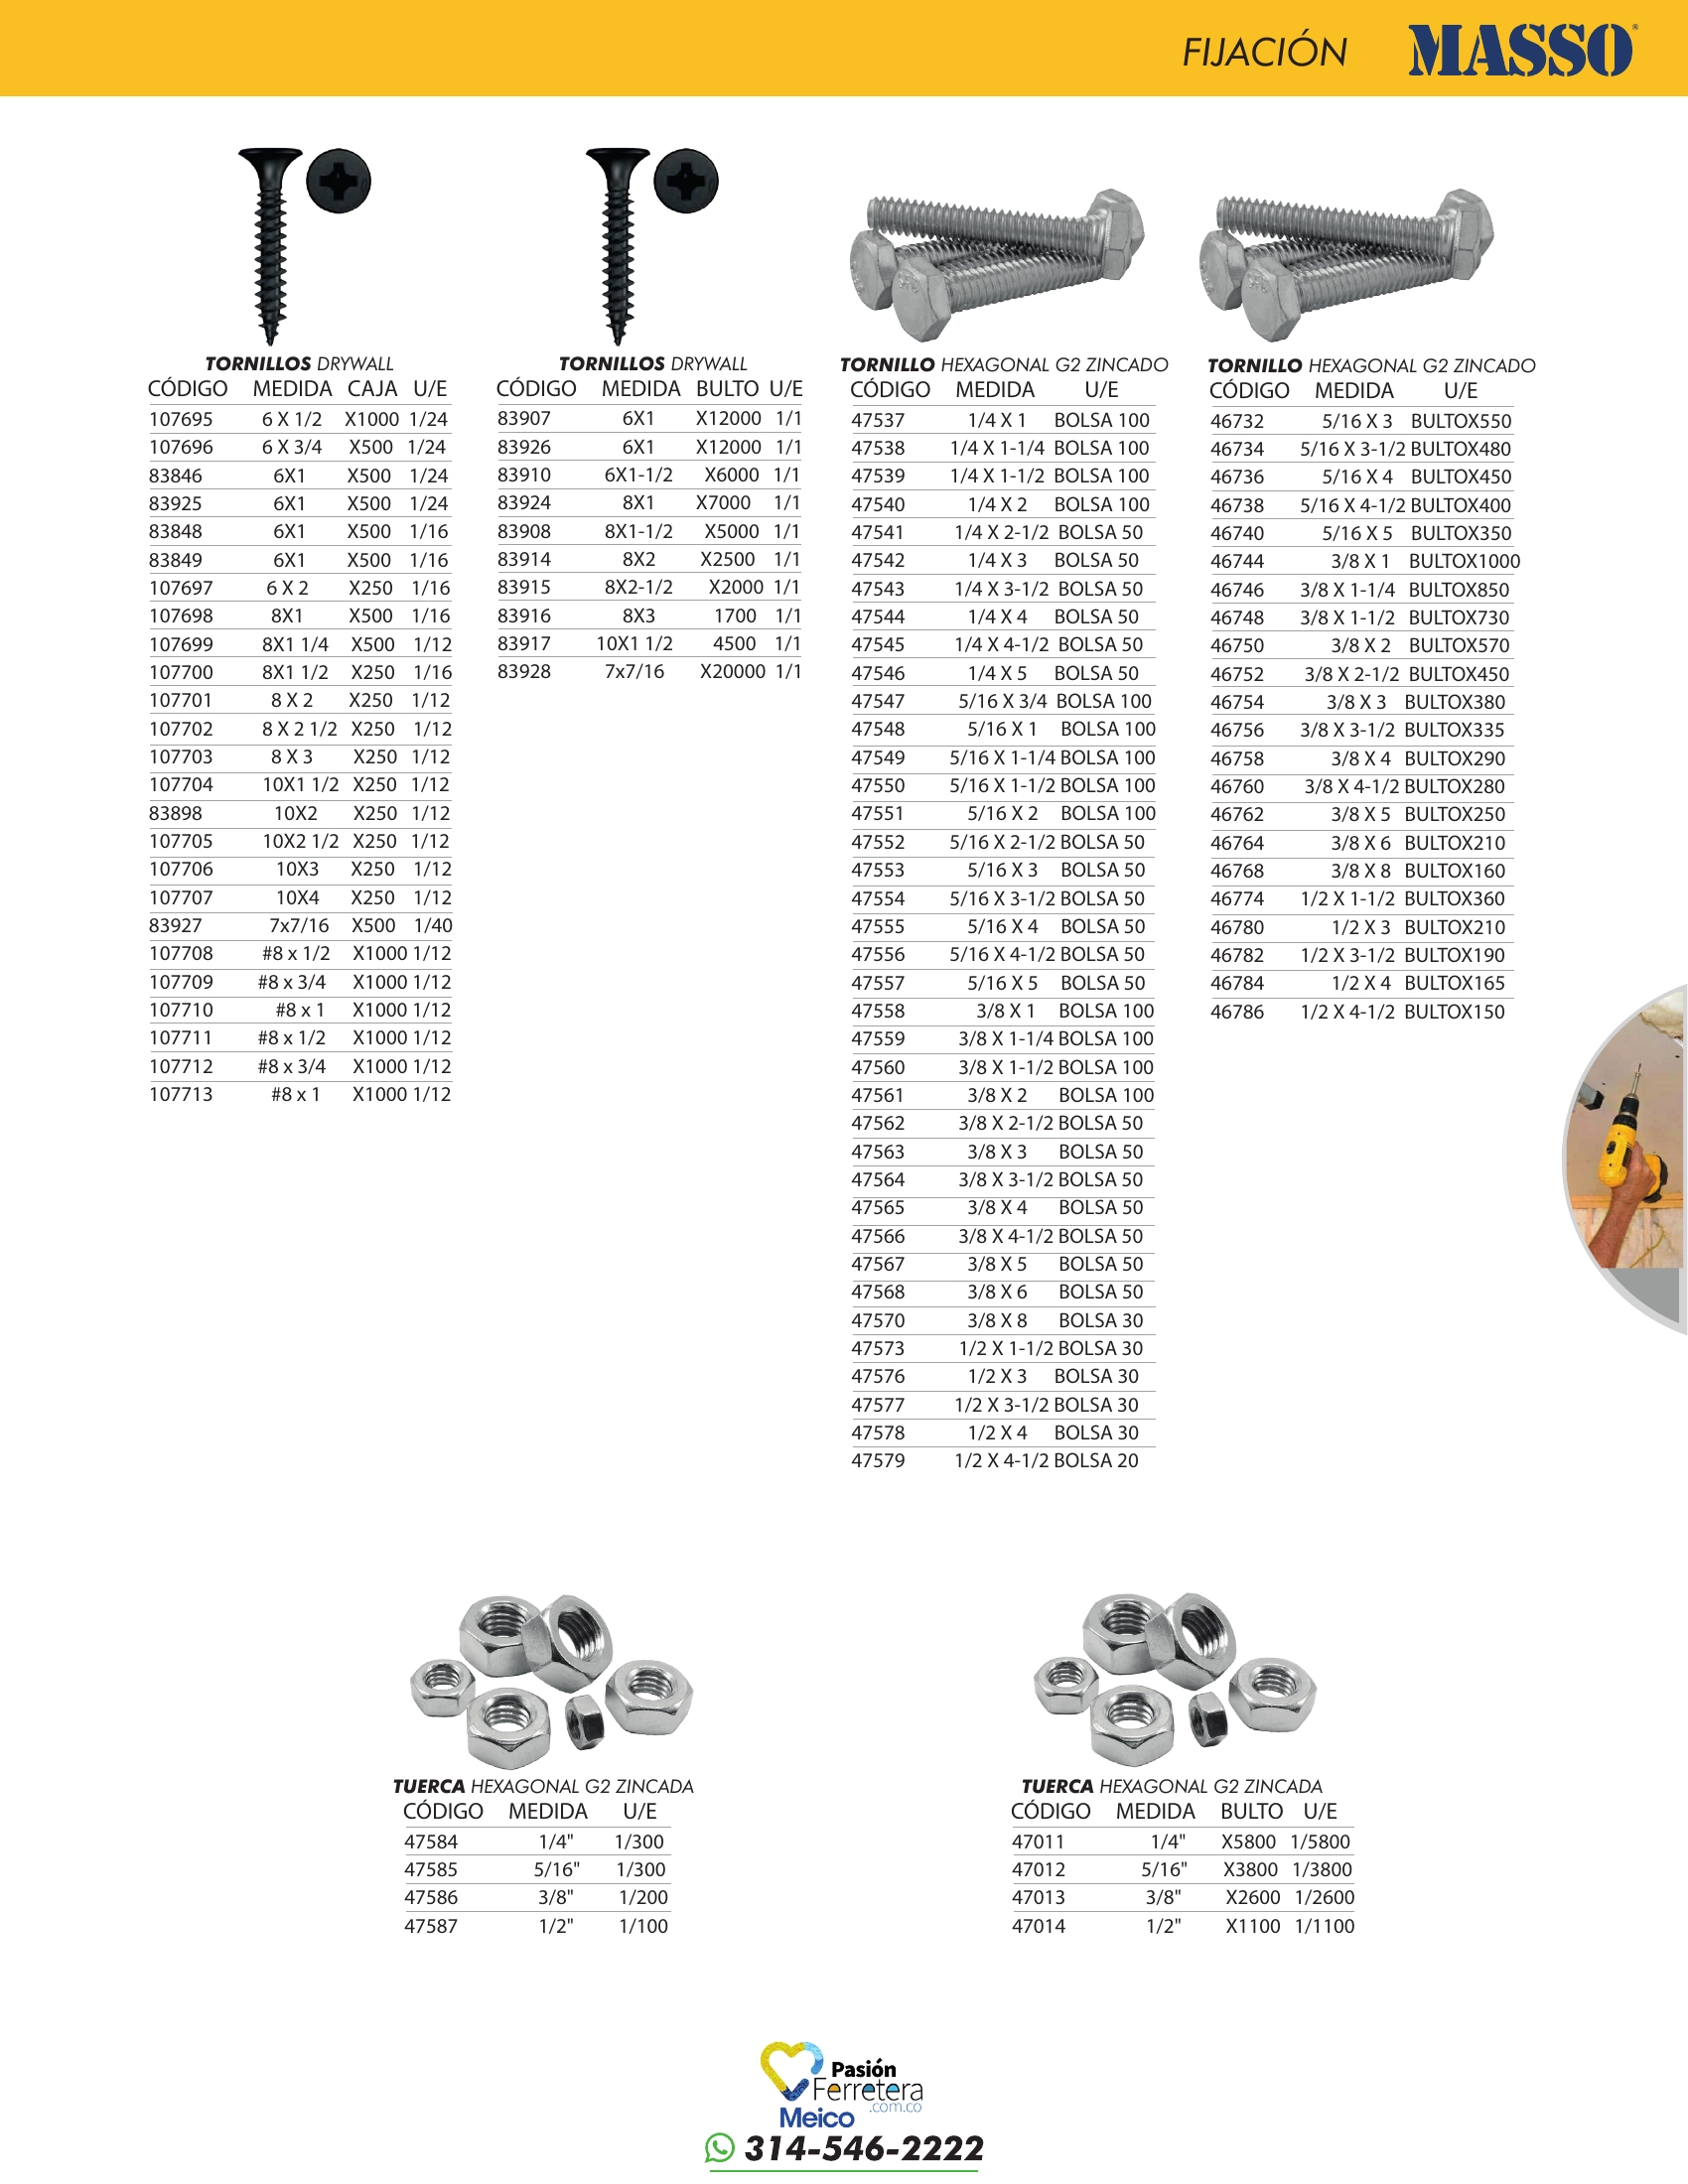 FIJACIÓN MASSO®
TORNILLOS DRYWALL
CÓDIGO MEDIDA CAJA U/E
107695 6 X 1/2 X1000 1/24
107696 6 X 3/4 X500 1/24
83846 6X1 X500 1/24
83925 6X1 X500 1/24
83848 6X1 X500 1/16
83849 6X1 X500 1/16
107697 6 X 2 X250 1/16
107698 8X1 X500 1/16
107699 8X1 1/4 X500 1/12
107700 8X1 1/2 X250 1/16
107701 8 X 2 X250 1/12
107702 8 X 2 1/2 X250 1/12
107703 8 X 3 X250 1/12
107704 10X1 1/2 X250 1/12
83898 10X2 X250 1/12
107705 10X2 1/2 X250 1/12
107706 10X3 X250 1/12
107707 10X4 X250 1/12
83927 7x7/16 X500 1/40
107708 #8 x 1/2 X1000 1/12
107709 #8 x 3/4 X1000 1/12
107710 #8 x 1 X1000 1/12
107711 #8 x 1/2 X1000 1/12
107712 #8 x 3/4 X1000 1/12
107713 #8 x 1 X1000 1/12
TORNILLOS DRYWALL
CÓDIGO MEDIDA BULTO U/E
83907 6X1 X12000 1/1
83926 6X1 X12000 1/1
83910 6X1-1/2 X6000 1/1
83924 8X1 X7000 1/1
83908 8X1-1/2 X5000 1/1
83914 8X2 X2500 1/1
83915 8X2-1/2 X2000 1/1
83916 8X3 1700 1/1
83917 10X1 1/2 4500 1/1
83928 7x7/16 X20000 1/1
TORNILLO HEXAGONAL G2 ZINCADO
CÓDIGO MEDIDA U/E
47537 1/4 X 1 BOLSA 100
47538 1/4 X 1-1/4 BOLSA 100
47539 1/4 X 1-1/2 BOLSA 100
47540 1/4 X 2 BOLSA 100
47541 1/4 X 2-1/2 BOLSA 50
47542 1/4 X 3 BOLSA 50
47543 1/4 X 3-1/2 BOLSA 50
47544 1/4 X 4 BOLSA 50
47545 1/4 X 4-1/2 BOLSA 50
47546 1/4 X 5 BOLSA 50
47547 5/16 X 3/4 BOLSA 100
47548 5/16 X 1 BOLSA 100
47549 5/16 X 1-1/4 BOLSA 100
47550 5/16 X 1-1/2 BOLSA 100
47551 5/16 X 2 BOLSA 100
47552 5/16 X 2-1/2 BOLSA 50
47553 5/16 X 3 BOLSA 50
47554 5/16 X 3-1/2 BOLSA 50
47555 5/16 X 4 BOLSA 50
47556 5/16 X 4-1/2 BOLSA 50
47557 5/16 X 5 BOLSA 50
47558 3/8 X 1 BOLSA 100
47559 3/8 X 1-1/4 BOLSA 100
47560 3/8 X 1-1/2 BOLSA 100
47561 3/8 X 2 BOLSA 100
47562 3/8 X 2-1/2 BOLSA 50
47563 3/8 X 3 BOLSA 50
47564 3/8 X 3-1/2 BOLSA 50
47565 3/8 X 4 BOLSA 50
47566 3/8 X 4-1/2 BOLSA 50
47567 3/8 X 5 BOLSA 50
47568 3/8 X 6 BOLSA 50
47570 3/8 X 8 BOLSA 30
47573 1/2 X 1-1/2 BOLSA 30
47576 1/2 X 3 BOLSA 30
47577 1/2 X 3-1/2 BOLSA 30
47578 1/2 X 4 BOLSA 30
47579 1/2 X 4-1/2 BOLSA 20
TORNILLO HEXAGONAL G2 ZINCADO
CÓDIGO MEDIDA U/E
46732 5/16 X 3 BULTOX550
46734 5/16 X 3-1/2 BULTOX480
46736 5/16 X 4 BULTOX450
46738 5/16 X 4-1/2 BULTOX400
46740 5/16 X 5 BULTOX350
46744 3/8 X 1 BULTOX1000
46746 3/8 X 1-1/4 BULTOX850
46748 3/8 X 1-1/2 BULTOX730
46750 3/8 X 2 BULTOX570
46752 3/8 X 2-1/2 BULTOX450
46754 3/8 X 3 BULTOX380
46756 3/8 X 3-1/2 BULTOX335
46758 3/8 X 4 BULTOX290
46760 3/8 X 4-1/2 BULTOX280
46762 3/8 X 5 BULTOX250
46764 3/8 X 6 BULTOX210
46768 3/8 X 8 BULTOX160
46774 1/2 X 1-1/2 BULTOX360
46780 1/2 X 3 BULTOX210
46782 1/2 X 3-1/2 BULTOX190
46784 1/2 X 4 BULTOX165
46786 1/2 X 4-1/2 BULTOX150
TUERCA HEXAGONAL G2 ZINCADA
CÓDIGO MEDIDA U/E
47584 1/4" 1/300
47585 5/16" 1/300
47586 3/8" 1/200
47587 1/2" 1/100
TUERCA HEXAGONAL G2 ZINCADA
CÓDIGO MEDIDA BULTO U/E
47011 1/4" X5800 1/5800
47012 5/16" X3800 1/3800
47013 3/8" X2600 1/2600
47014 1/2" X1100 1/1100
Pasión
Ferretera
.com.co
Meico
314-546-2222